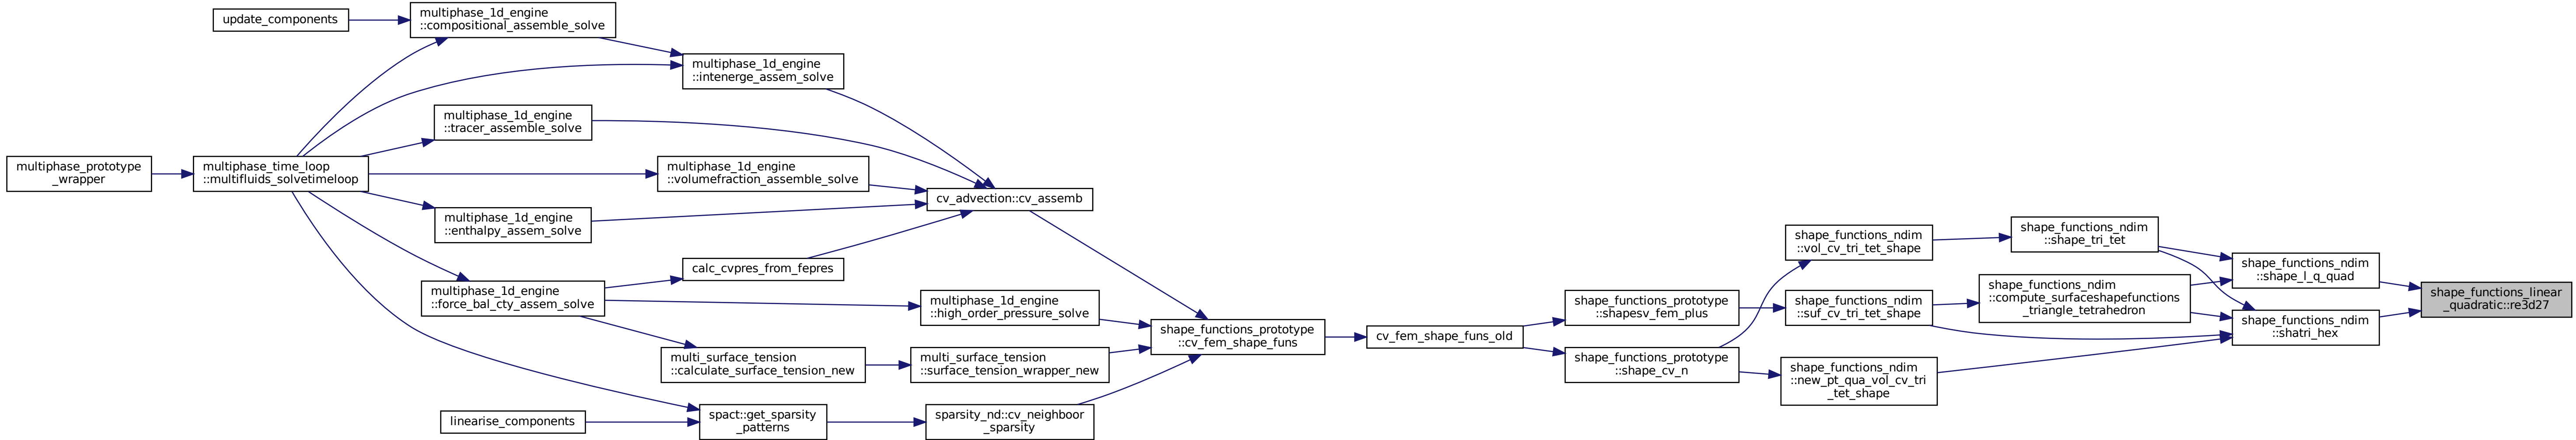 update_components
multiphase_1d_engine
::compositional_assemble_solve
multiphase_1d_engine
::intenerge_assem_solve
multiphase_1d_engine
::tracer_assemble_solve
multiphase_prototype
_wrapper
multiphase_time_loop
::multifluids_solvetimeloop
multiphase_1d_engine
::volumefraction_assemble_solve
cv_advection::cv_assemb
multiphase_1d_engine
::enthalpy_assem_solve
calc_cvpres_from_fepres
multiphase_1d_engine
::force_bal_cty_assem_solve
multiphase_1d_engine
::high_order_pressure_solve
multi_surface_tension
::calculate_surface_tension_new
multi_surface_tension
::surface_tension_wrapper_new
linearise_components
spact::get_sparsity
_patterns
sparsity_nd::cv_neighboor
_sparsity
shape_functions_prototype
::cv_fem_shape_funs
cv_fem_shape_funs_old
shape_functions_prototype
::shapesv_fem_plus
shape_functions_prototype
::shape_cv_n
shape_functions_ndim
::vol_cv_tri_tet_shape
shape_functions_ndim
::suf_cv_tri_tet_shape
shape_functions_ndim
::new_pt_qua_vol_cv_tri
_tet_shape
shape_functions_ndim
::shape_tri_tet
shape_functions_ndim
::compute_surfaceshapefunctions
_triangle_tetrahedron
shape_functions_ndim
::shape_l_q_quad
shape_functions_ndim
::shatri_hex
shape_functions_linear
_quadratic::re3d27